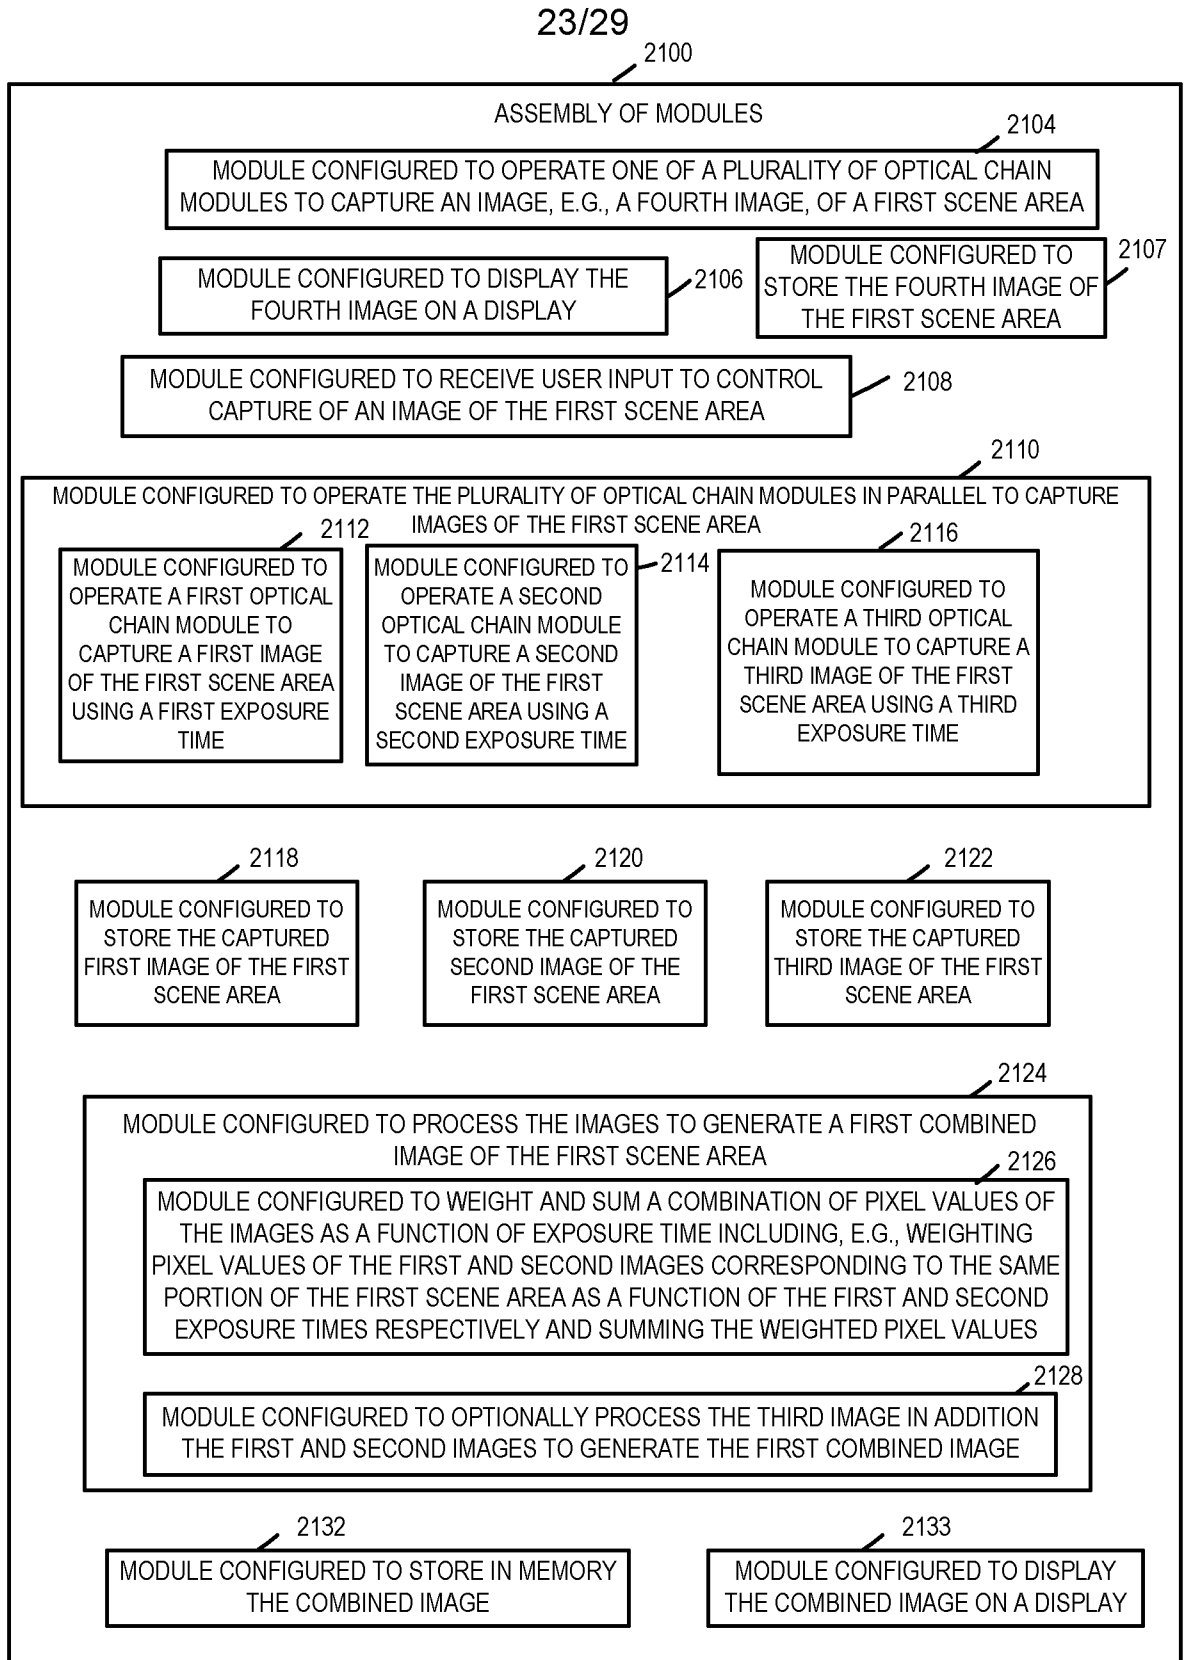 23/29
2100
ASSEMBLY OF MODULES
2104
MODULE CONFIGURED TO OPERATE ONE OF A PLURALITY OF OPTICAL CHAIN
MODULES TO CAPTURE AN IMAGE, E.G., A FOURTH IMAGE, OF A FIRST SCENE AREA
MODULE CONFIGURED TO DISPLAY THE
FOURTH IMAGE ON A DISPLAY
2106
MODULE CONFIGURED TO
STORE THE FOURTH IMAGE OF
THE FIRST SCENE AREA
2107
MODULE CONFIGURED TO RECEIVE USER INPUT TO CONTROL
CAPTURE OF AN IMAGE OF THE FIRST SCENE AREA
2108
2110
MODULE CONFIGURED TO OPERATE THE PLURALITY OF OPTICAL CHAIN MODULES IN PARALLEL TO CAPTURE
IMAGES OF THE FIRST SCENE AREA
2112
MODULE CONFIGURED TO
OPERATE A FIRST OPTICAL
CHAIN MODULE TO
CAPTURE A FIRST IMAGE
OF THE FIRST SCENE AREA
USING A FIRST EXPOSURE
TIME
2114
MODULE CONFIGURED TO
OPERATE A SECOND
OPTICAL CHAIN MODULE
TO CAPTURE A SECOND
IMAGE OF THE FIRST
SCENE AREA USING A
SECOND EXPOSURE TIME
2116
MODULE CONFIGURED TO
OPERATE A THIRD OPTICAL
CHAIN MODULE TO CAPTURE A
THIRD IMAGE OF THE FIRST
SCENE AREA USING A THIRD
EXPOSURE TIME
2118
MODULE CONFIGURED TO
STORE THE CAPTURED
FIRST IMAGE OF THE FIRST
SCENE AREA
2120
MODULE CONFIGURED TO
STORE THE CAPTURED
SECOND IMAGE OF THE
FIRST SCENE AREA
2122
MODULE CONFIGURED TO
STORE THE CAPTURED
THIRD IMAGE OF THE FIRST
SCENE AREA
2124
MODULE CONFIGURED TO PROCESS THE IMAGES TO GENERATE A FIRST COMBINED
IMAGE OF THE FIRST SCENE AREA
2126
MODULE CONFIGURED TO WEIGHT AND SUM A COMBINATION OF PIXEL VALUES OF
THE IMAGES AS A FUNCTION OF EXPOSURE TIME INCLUDING, E.G., WEIGHTING
PIXEL VALUES OF THE FIRST AND SECOND IMAGES CORRESPONDING TO THE SAME
PORTION OF THE FIRST SCENE AREA AS A FUNCTION OF THE FIRST AND SECOND
EXPOSURE TIMES RESPECTIVELY AND SUMMING THE WEIGHTED PIXEL VALUES
2128
MODULE CONFIGURED TO OPTIONALLY PROCESS THE THIRD IMAGE IN ADDITION
THE FIRST AND SECOND IMAGES TO GENERATE THE FIRST COMBINED IMAGE
2132
MODULE CONFIGURED TO STORE IN MEMORY
THE COMBINED IMAGE
2133
MODULE CONFIGURED TO DISPLAY
THE COMBINED IMAGE ON A DISPLAY